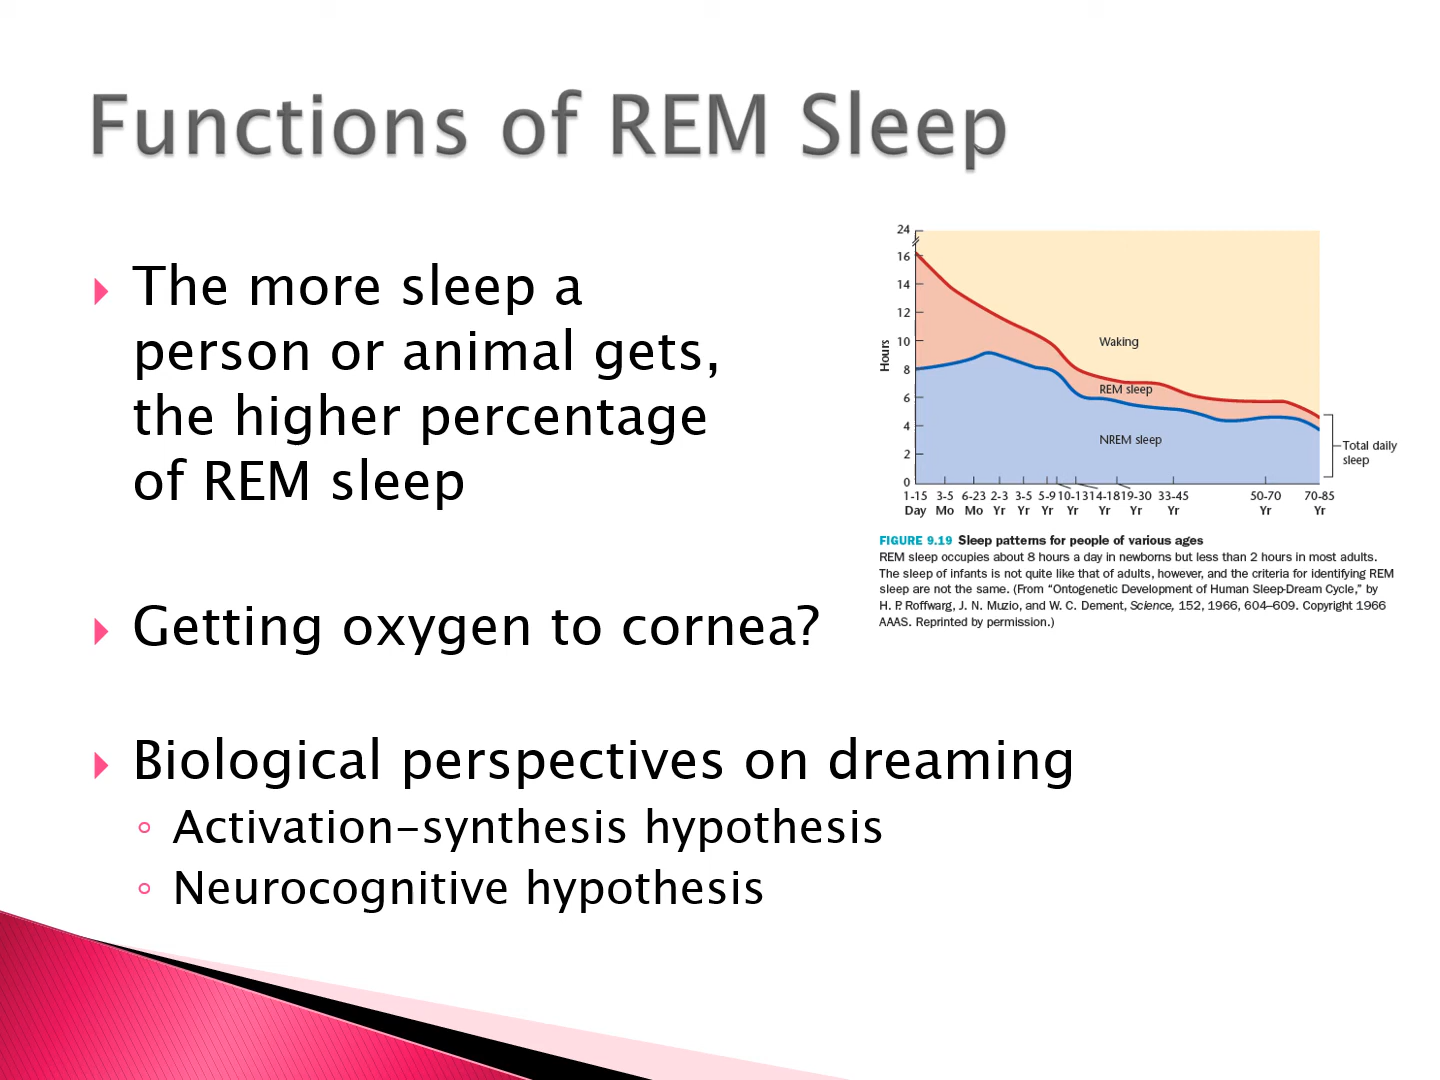 Functions of REM Sleep
The more sleep a
person or animal gets,
the higher percentage
of REM sleep
Getting oxygen to cornea?
Biological perspectives on dreaming
Activation-synthesis hypothesis
Neurocognitive hypothesis
24
16
14
12
10
8
6
4
2
0
Hours
Waking
REM sleep
NREM sleep
Total daily
sleep
1-15 3-5 6-23 2-3 3-5 5-9 10-13 14-18 19-30 33-45 50-70 70-85
Day Mo Mo Yr Yr Yr Yr Yr Yr Yr Yr Yr
FIGURE 9.19 Sleep patterns for people of various ages
REM sleep occupies about 8 hours a day in newborns but less than 2 hours in most adults.
The sleep of infants is not quite like that of adults, however, and the criteria for identifying REM
sleep are not the same. (From “Ontogenetic Development of Human Sleep-Dream Cycle,” by
H. P. Roffwarg, J. N. Muzio, and W. C. Dement, Science, 152, 1966, 604–609. Copyright 1966
AAAS. Reprinted by permission.)